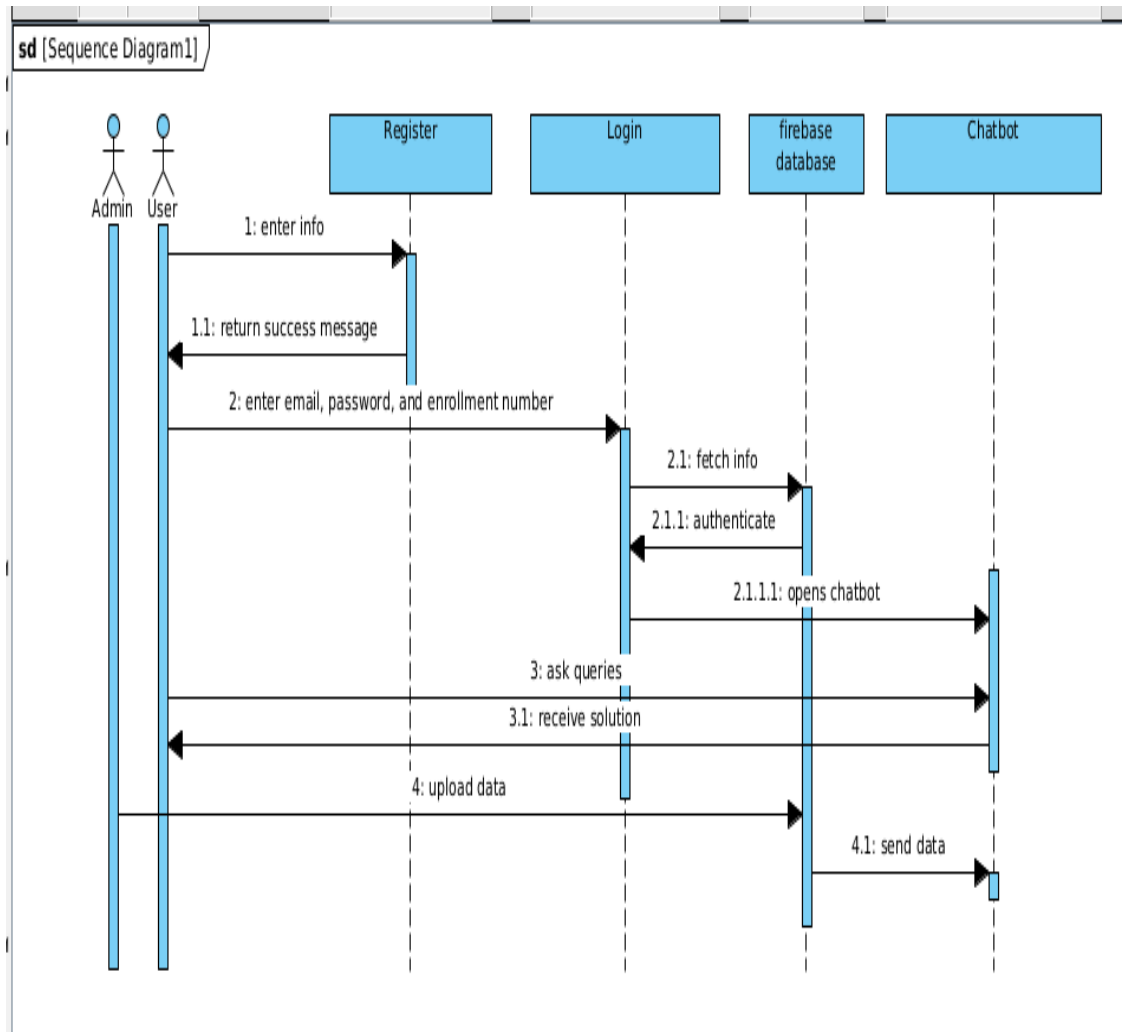 sd [Sequence Diagram1]
Register
Login
firebase
database
Chatbot
Admin
User
1: enter info
1.1: return success message
2: enter email, password, and enrollment number
2.1: fetch info
2.1.1: authenticate
2.1.1.1: opens chatbot
3: ask queries
3.1: receive solution
4: upload data
4.1: send data